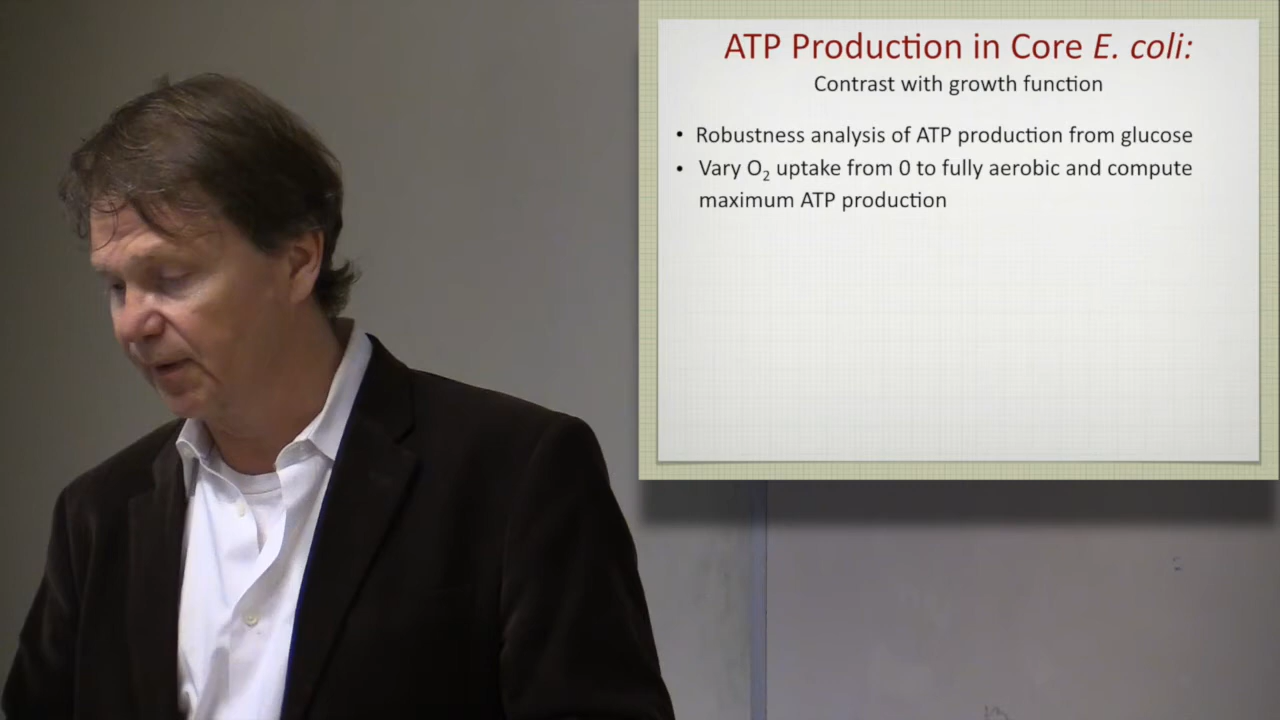 ATP Production in Core E. coli:
Contrast with growth function
• Robustness analysis of ATP production from glucose
• Vary O₂ uptake from 0 to fully aerobic and compute
maximum ATP production